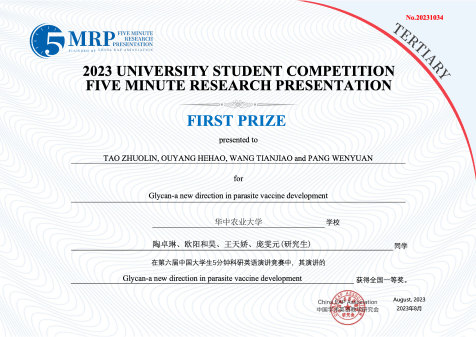 No.20231034
TERTIARY
5 MRP FIVE MINUTE
RESEARCH
PRESENTATION
2023 UNIVERSITY STUDENT COMPETITION
FIVE MINUTE RESEARCH PRESENTATION
FIRST PRIZE
presented to
TAO ZHUOLIN, OUYANG HEHAO, WANG TIANJIAO and PANG WENYUAN
for
Glycan-a new direction in parasite vaccine development
华中农业大学 学校
陶卓琳、欧阳和昊、王天娇、庞雯元(研究生) 同学
在第六届中国大学生5分钟科研英语演讲竞赛中，其演讲的
Glycan-a new direction in parasite vaccine development 获得全国一等奖。
August, 2023
2023年8月